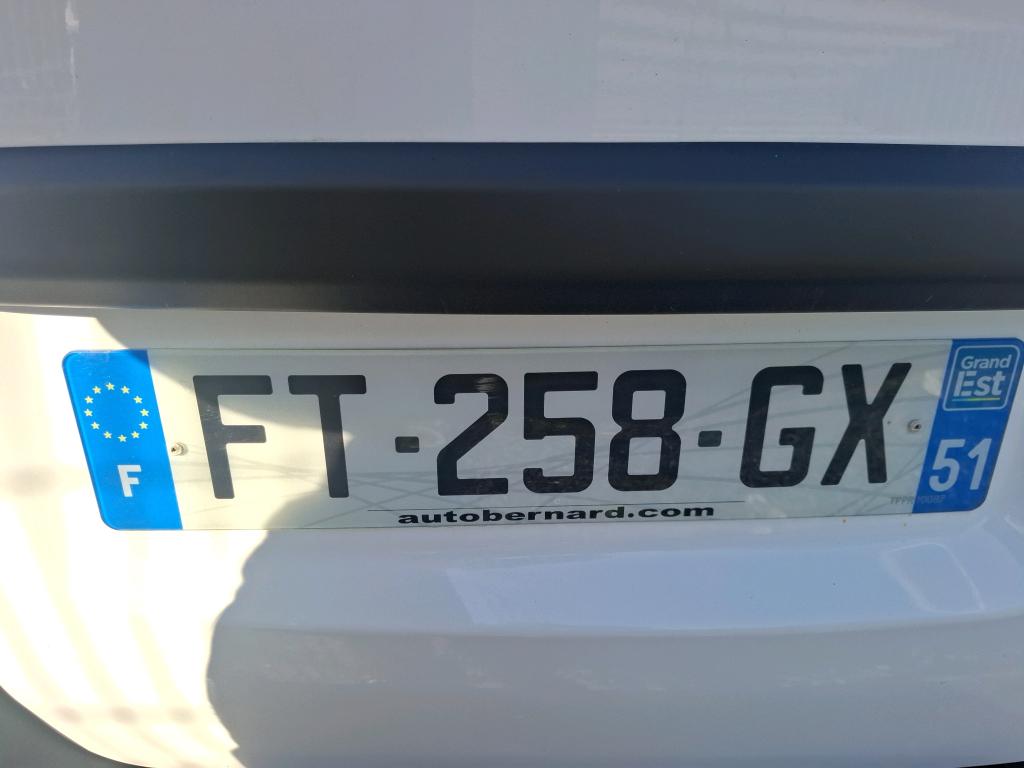 F
FT-258-GX
Grand
Est
51
autobernard.com